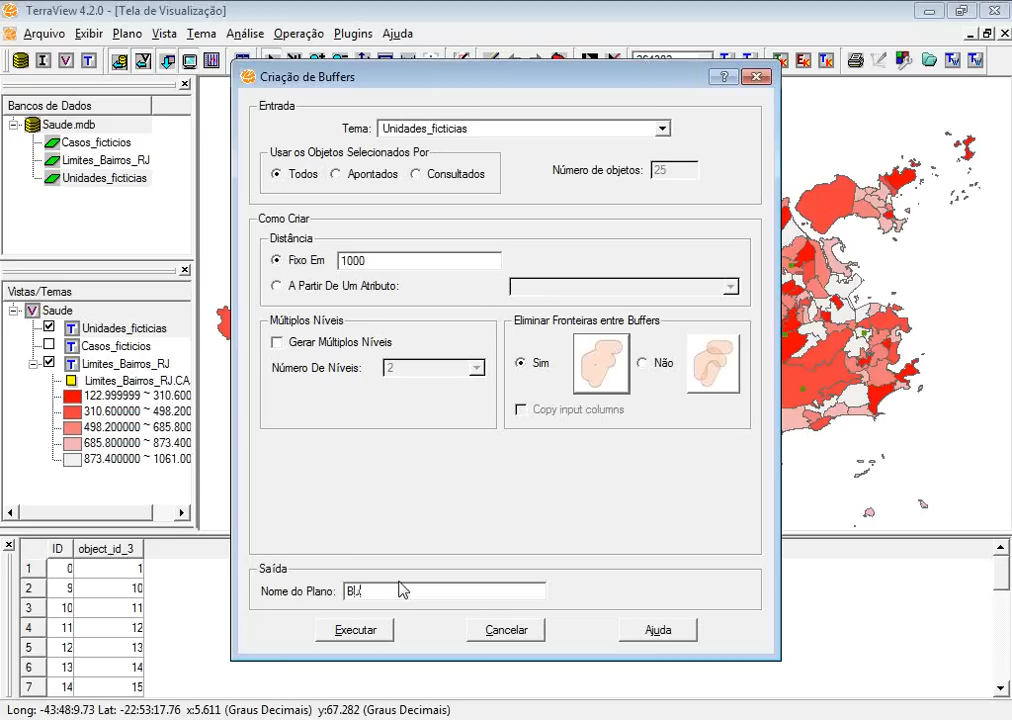 TerraView 4.2.0 - [Tela de Visualização]
Arquivo Exibir Plano Vista Tema Análise Operação Plugins Ajuda
Criação de Buffers
Bancos de Dados
Saude.mdb
Casos_ficticios
Limites_Bairros_RJ
Unidades_ficticias
Vistas/Temas
Saude
Unidades_ficticias
Casos_ficticios
Limites_Bairros_RJ
Limites_Bairros_RJ.CA
122.999999 ~ 310.600
310.600000 ~ 498.200
498.200000 ~ 685.800
685.800000 ~ 873.400
873.400000 ~ 1061.00
Entrada
Tema: Unidades_ficticias
Usar os Objetos Selecionados Por
Todos Apontados Consultados
Número de objetos: 25
Como Criar
Distância
Fixo Em 1000
A Partir De Um Atributo:
Múltiplos Níveis
Gerar Múltiplos Níveis
Número De Níveis: 2
Eliminar Fronteiras entre Buffers
Sim Não
Copy input columns
Saída
Nome do Plano:
Executar Cancelar Ajuda
ID object_id_3
1 0 1
2 9 10
3 10 11
4 11 12
5 12 13
6 13 14
7 14 15
Long: -43:48:9.73 Lat: -22:53:17.76 x:5.611 (Graus Decimais) y:67.282 (Graus Decimais)